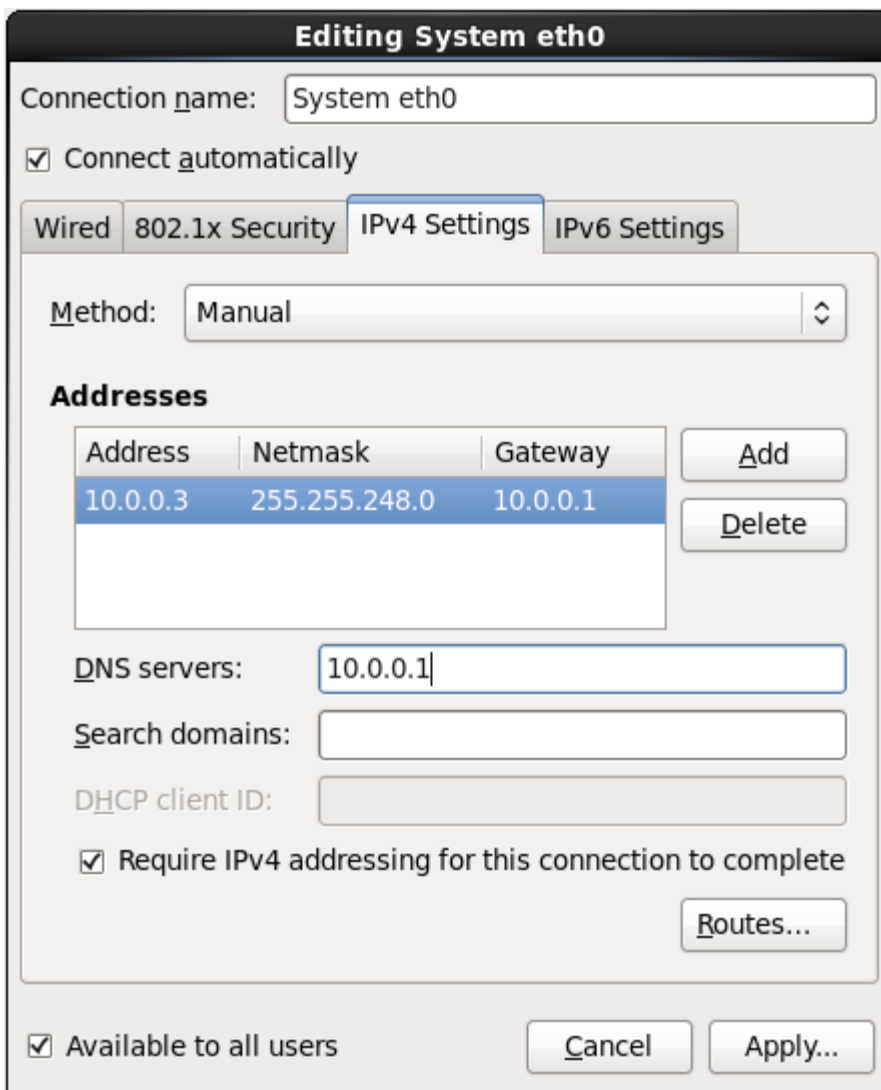 Editing System eth0
Connection name: System eth0
Connect automatically
Wired 802.1x Security IPv4 Settings IPv6 Settings
Method: Manual
Addresses
Address Netmask Gateway Add
10.0.0.3 255.255.248.0 10.0.0.1
Delete
DNS servers: 10.0.0.1
Search domains:
DHCP client ID:
Require IPv4 addressing for this connection to complete
Routes...
Available to all users Cancel Apply...